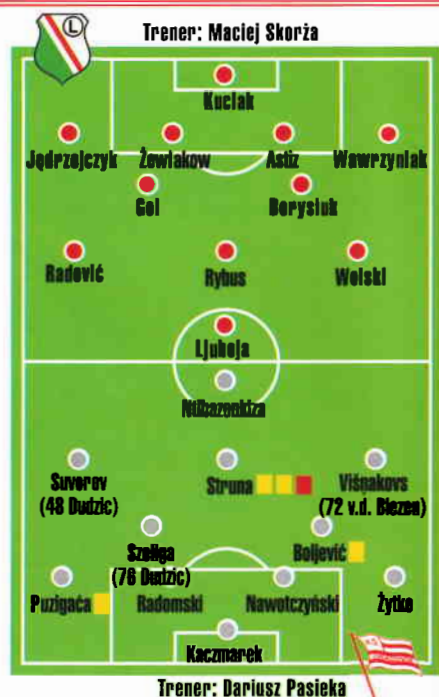 L
Trener: Maciej Skorża
Kuciak
Jędrzejczyk Żewłakow Astiz Wawrzyniak
Gol Borysiuk
Radović Rybus Wolski
Ljuboja
Ntibazonkiza
Suvorov Struna Višņakovs
(48 Dudzic) (72 v.d. Biezen)
Szeliga Boljević
(76 Dudzic)
Puzigaća Radomski Nawotczyński Żytko
Kaczmarek
Trener: Dariusz Pasieka